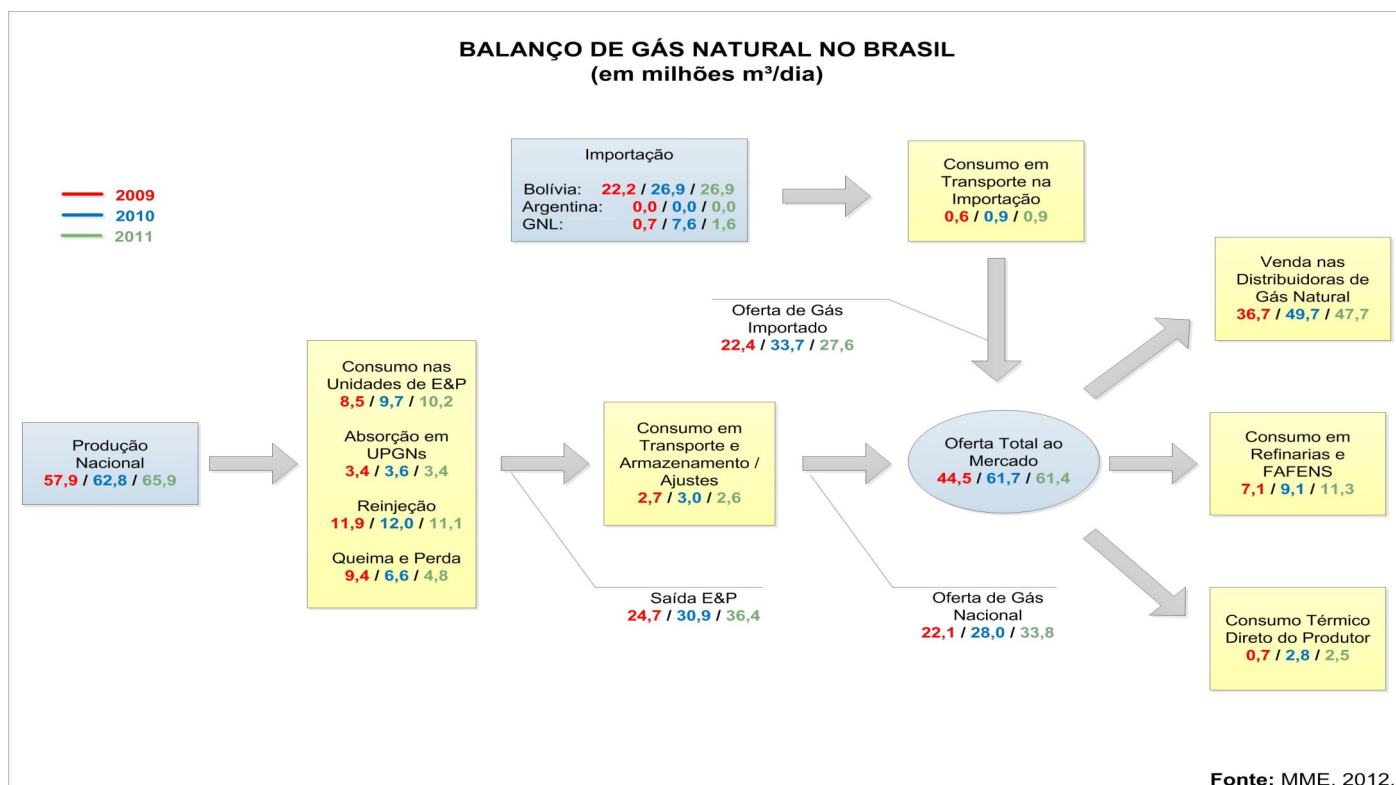 BALANÇO DE GÁS NATURAL NO BRASIL
(em milhões m³/dia)
2009
2010
2011
Importação
Bolívia: 22,2 / 26,9 / 26,9
Argentina: 0,0 / 0,0 / 0,0
GNL: 0,7 / 7,6 / 1,6
Consumo em
Transporte na
Importação
0,6 / 0,9 / 0,9
Oferta de Gás
Importado
22,4 / 33,7 / 27,6
Venda nas
Distribuidoras de
Gás Natural
36,7 / 49,7 / 47,7
Produção
Nacional
57,9 / 62,8 / 65,9
Consumo nas
Unidades de E&P
8,5 / 9,7 / 10,2
Absorção em
UPGNs
3,4 / 3,6 / 3,4
Reinjeção
11,9 / 12,0 / 11,1
Queima e Perda
9,4 / 6,6 / 4,8
Saída E&P
24,7 / 30,9 / 36,4
Consumo em
Transporte e
Armazenamento /
Ajustes
2,7 / 3,0 / 2,6
Oferta de Gás
Nacional
22,1 / 28,0 / 33,8
Oferta Total ao
Mercado
44,5 / 61,7 / 61,4
Consumo em
Refinarias e
FAFENS
7,1 / 9,1 / 11,3
Consumo Térmico
Direto do Produtor
0,7 / 2,8 / 2,5
Fonte: MME, 2012.